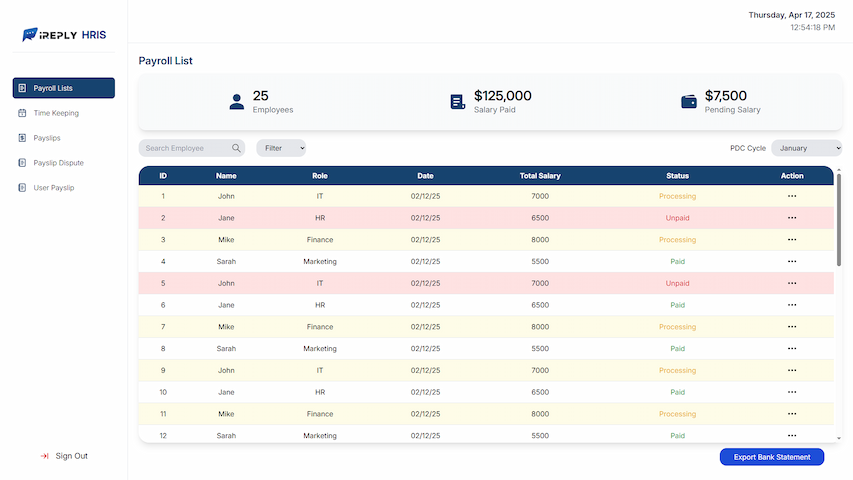 Thursday, Apr 17, 2025
12:54:18 PM
iREPLY HRIS
Payroll Lists
Time Keeping
Payslips
Payslip Dispute
User Payslip
Sign Out
Payroll List
25
Employees
$125,000
Salary Paid
$7,500
Pending Salary
Search Employee
Filter
PDC Cycle
January
ID Name Role Date Total Salary Status Action
1 John IT 02/12/25 7000 Processing ...
2 Jane HR 02/12/25 6500 Unpaid ...
3 Mike Finance 02/12/25 8000 Processing ...
4 Sarah Marketing 02/12/25 5500 Paid ...
5 John IT 02/12/25 7000 Unpaid ...
6 Jane HR 02/12/25 6500 Paid ...
7 Mike Finance 02/12/25 8000 Processing ...
8 Sarah Marketing 02/12/25 5500 Paid ...
9 John IT 02/12/25 7000 Processing ...
10 Jane HR 02/12/25 6500 Paid ...
11 Mike Finance 02/12/25 8000 Processing ...
12 Sarah Marketing 02/12/25 5500 Paid ...
Export Bank Statement